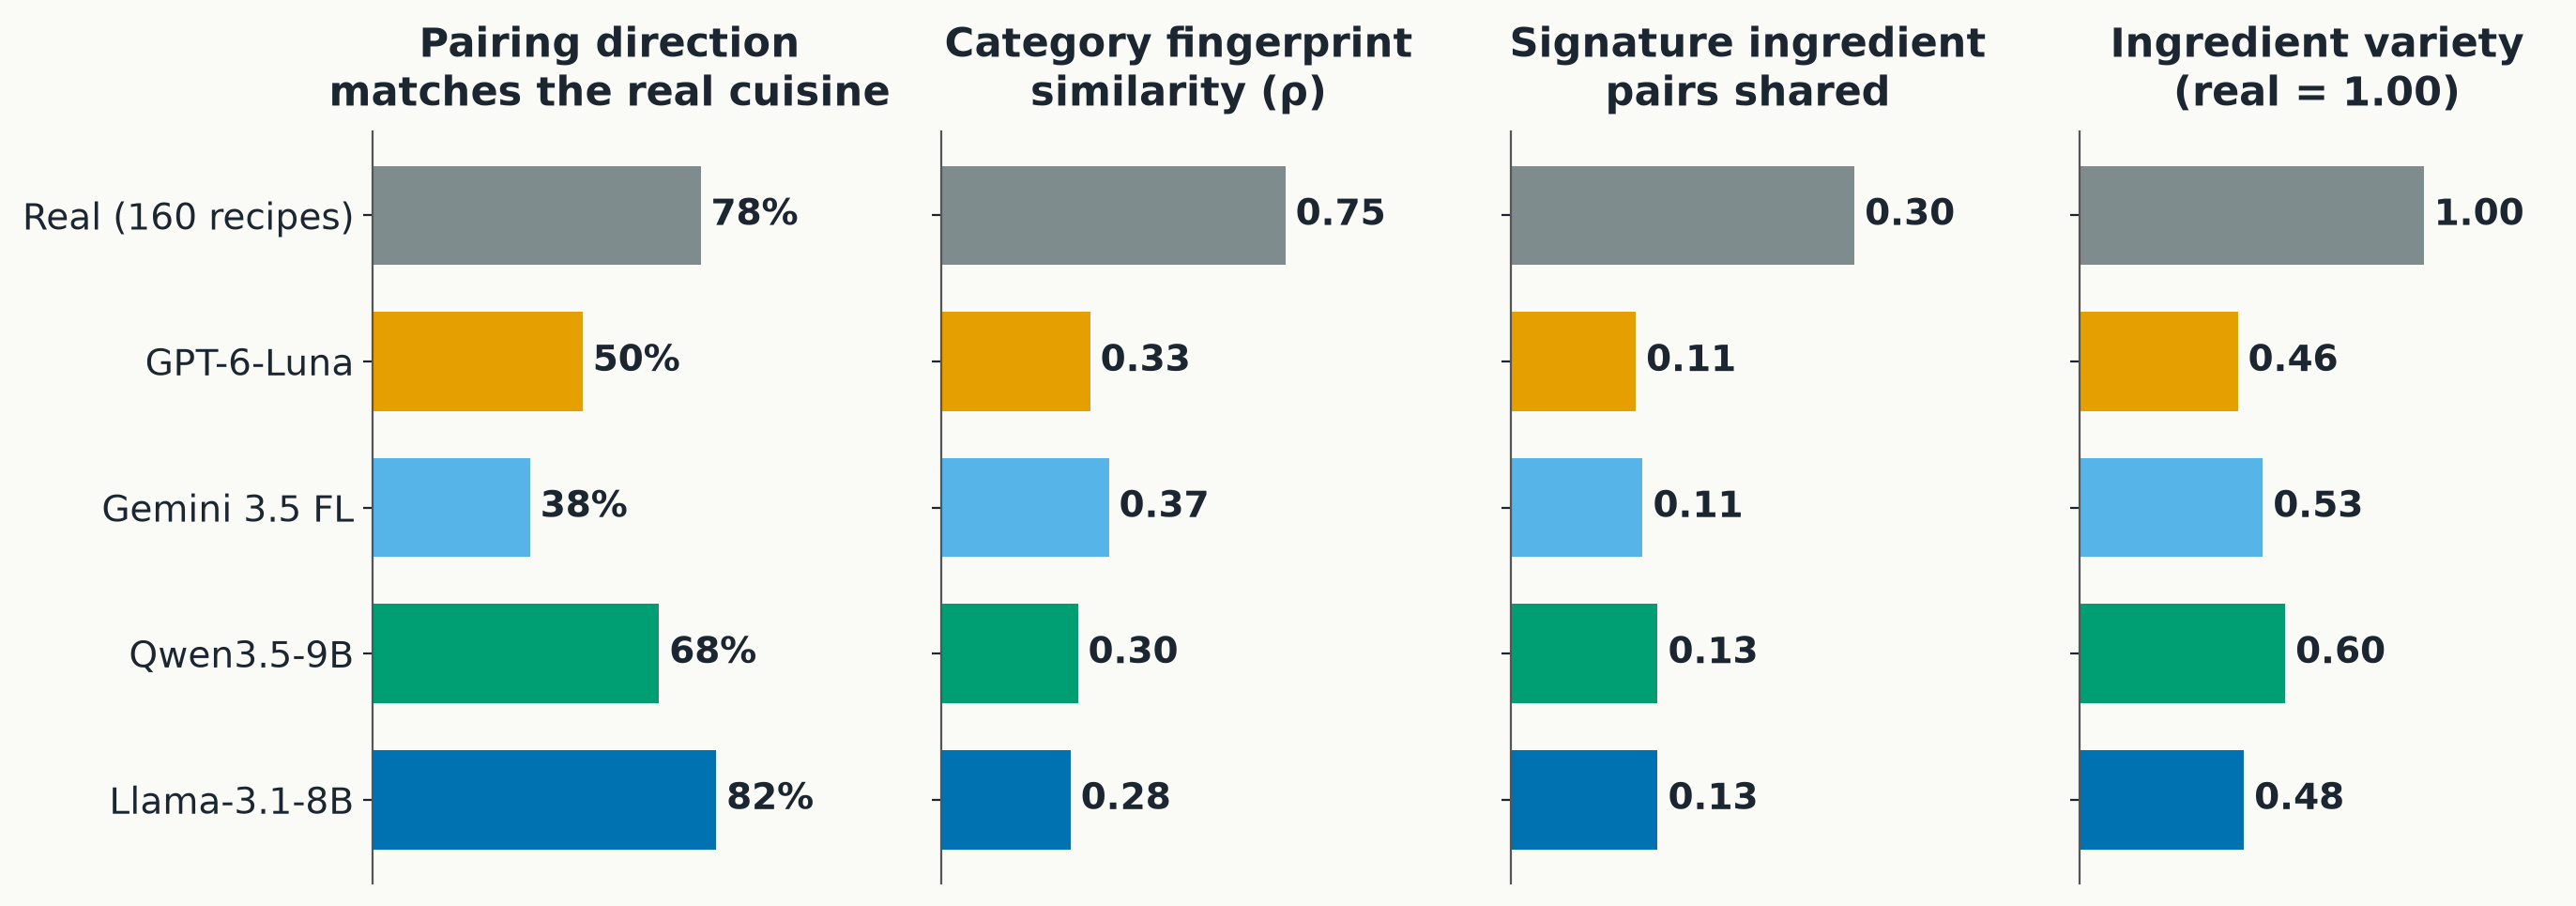 Pairing direction
matches the real cuisine
Category fingerprint
similarity (ρ)
Signature ingredient
pairs shared
Ingredient variety
(real = 1.00)
Real (160 recipes)
78%
0.75
0.30
1.00
GPT-6-Luna
50%
0.33
0.11
0.46
Gemini 3.5 FL
38%
0.37
0.11
0.53
Qwen3.5-9B
68%
0.30
0.13
0.60
Llama-3.1-8B
82%
0.28
0.13
0.48